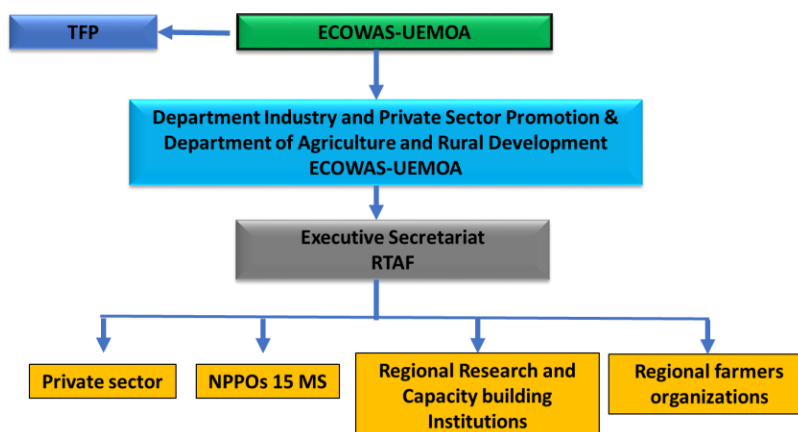 TFP
ECOWAS-UEMOA
Department Industry and Private Sector Promotion &
Department of Agriculture and Rural Development
ECOWAS-UEMOA
Executive Secretariat
RTAF
Private sector
NPPOs 15 MS
Regional Research and
Capacity building
Institutions
Regional farmers
organizations